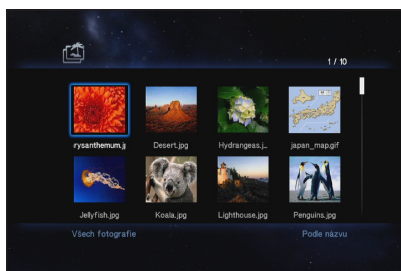 1 / 10
rysanthemum.j
Desert.jpg
Hydrangeas.j...
japan_map.gif
Jellyfish.jpg
Koala.jpg
Lighthouse.jpg
Penguins.jpg
Všech fotografie
Podle názvu